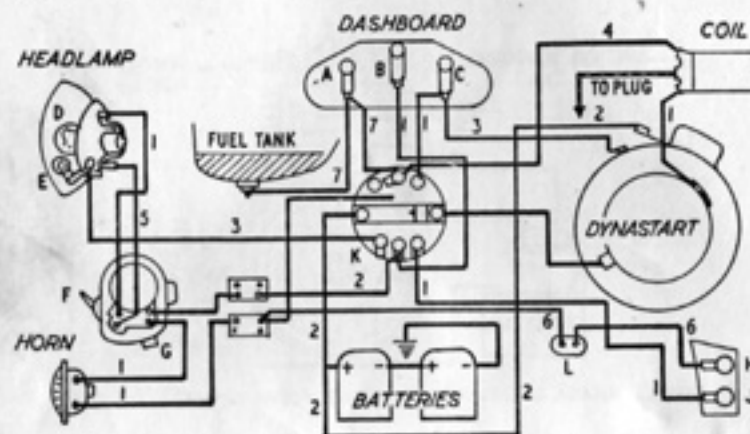 DASHBOARD
4
COIL
HEADLAMP
A
B
C
TO PLUG
D
7
1
1
3
2
1
1
FUEL TANK
E
7
5
3
DYNASTART
K
2
1
F
2
6
6
HORN
G
L
H
1
1
+ - + -
BATTERIES
2
2
1
J